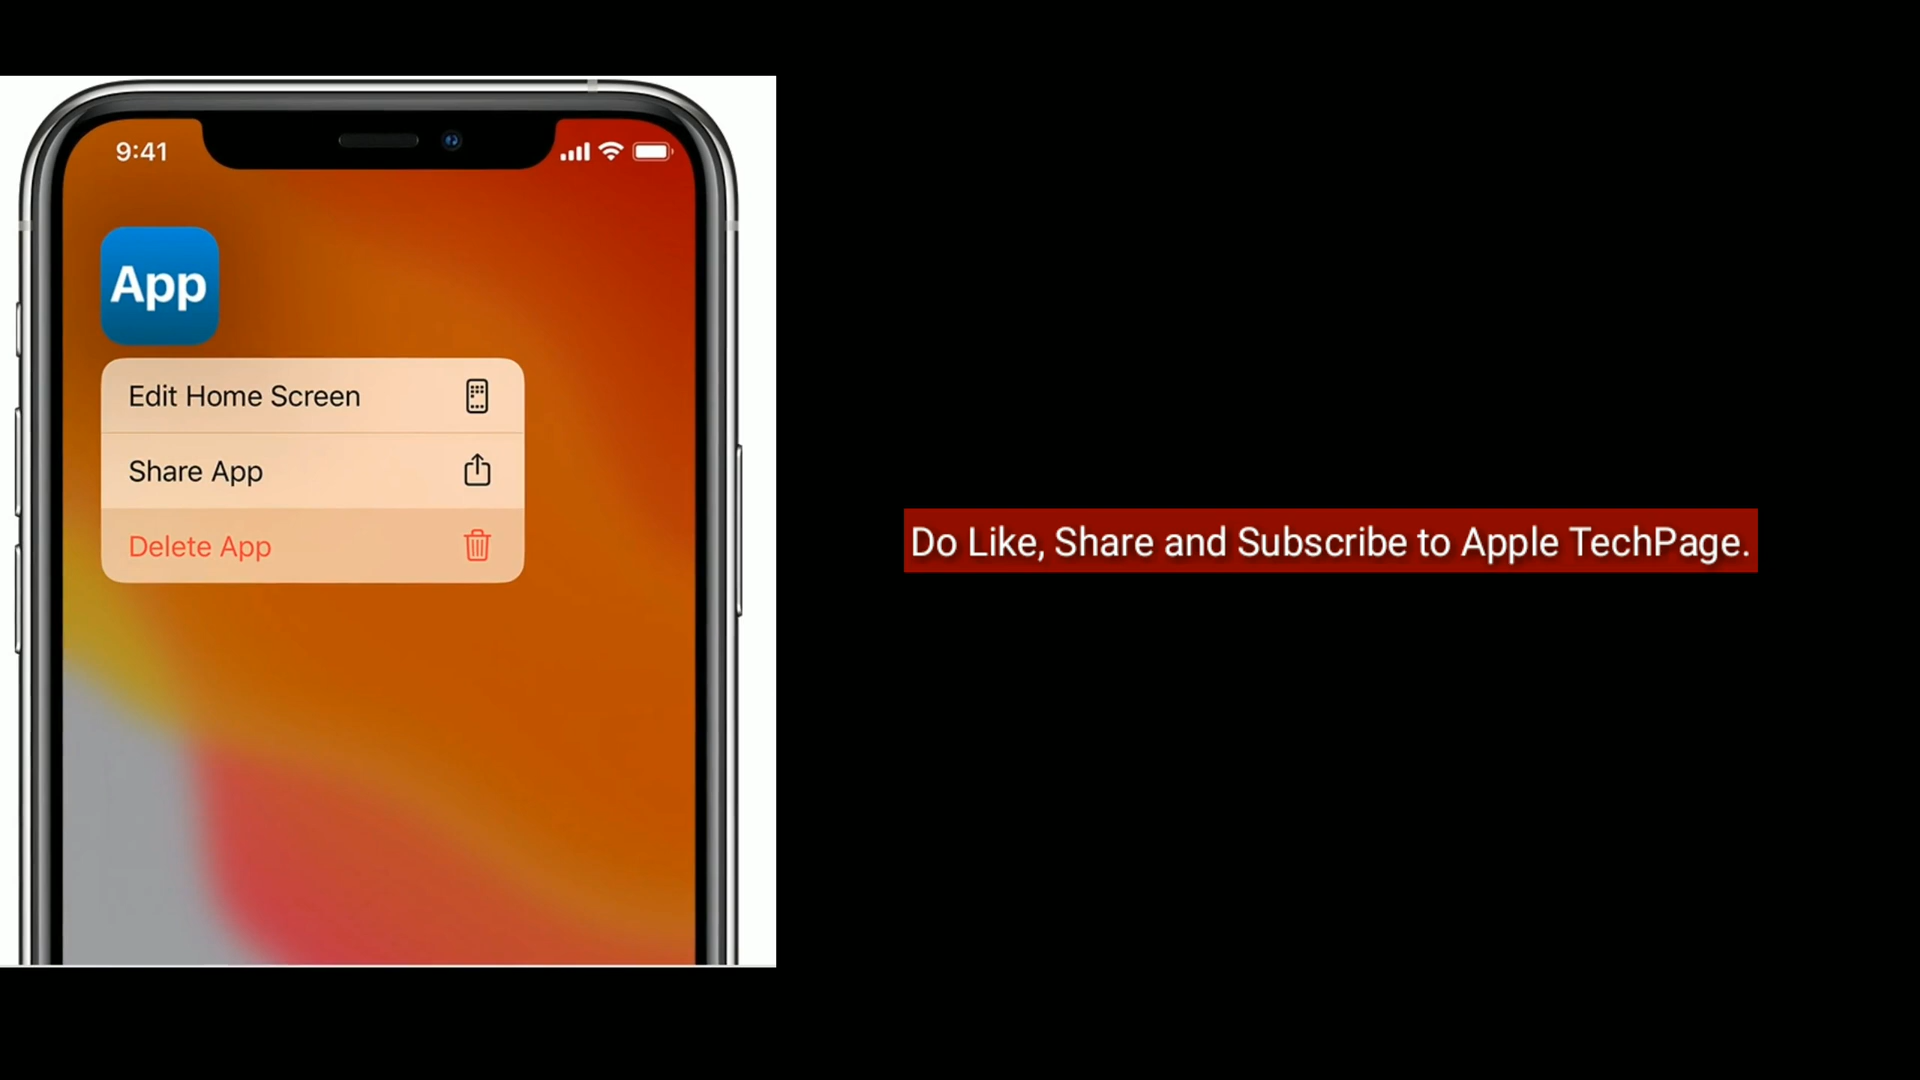 9:41
App
Edit Home Screen
Share App
Delete App
Do Like, Share and Subscribe to Apple TechPage.